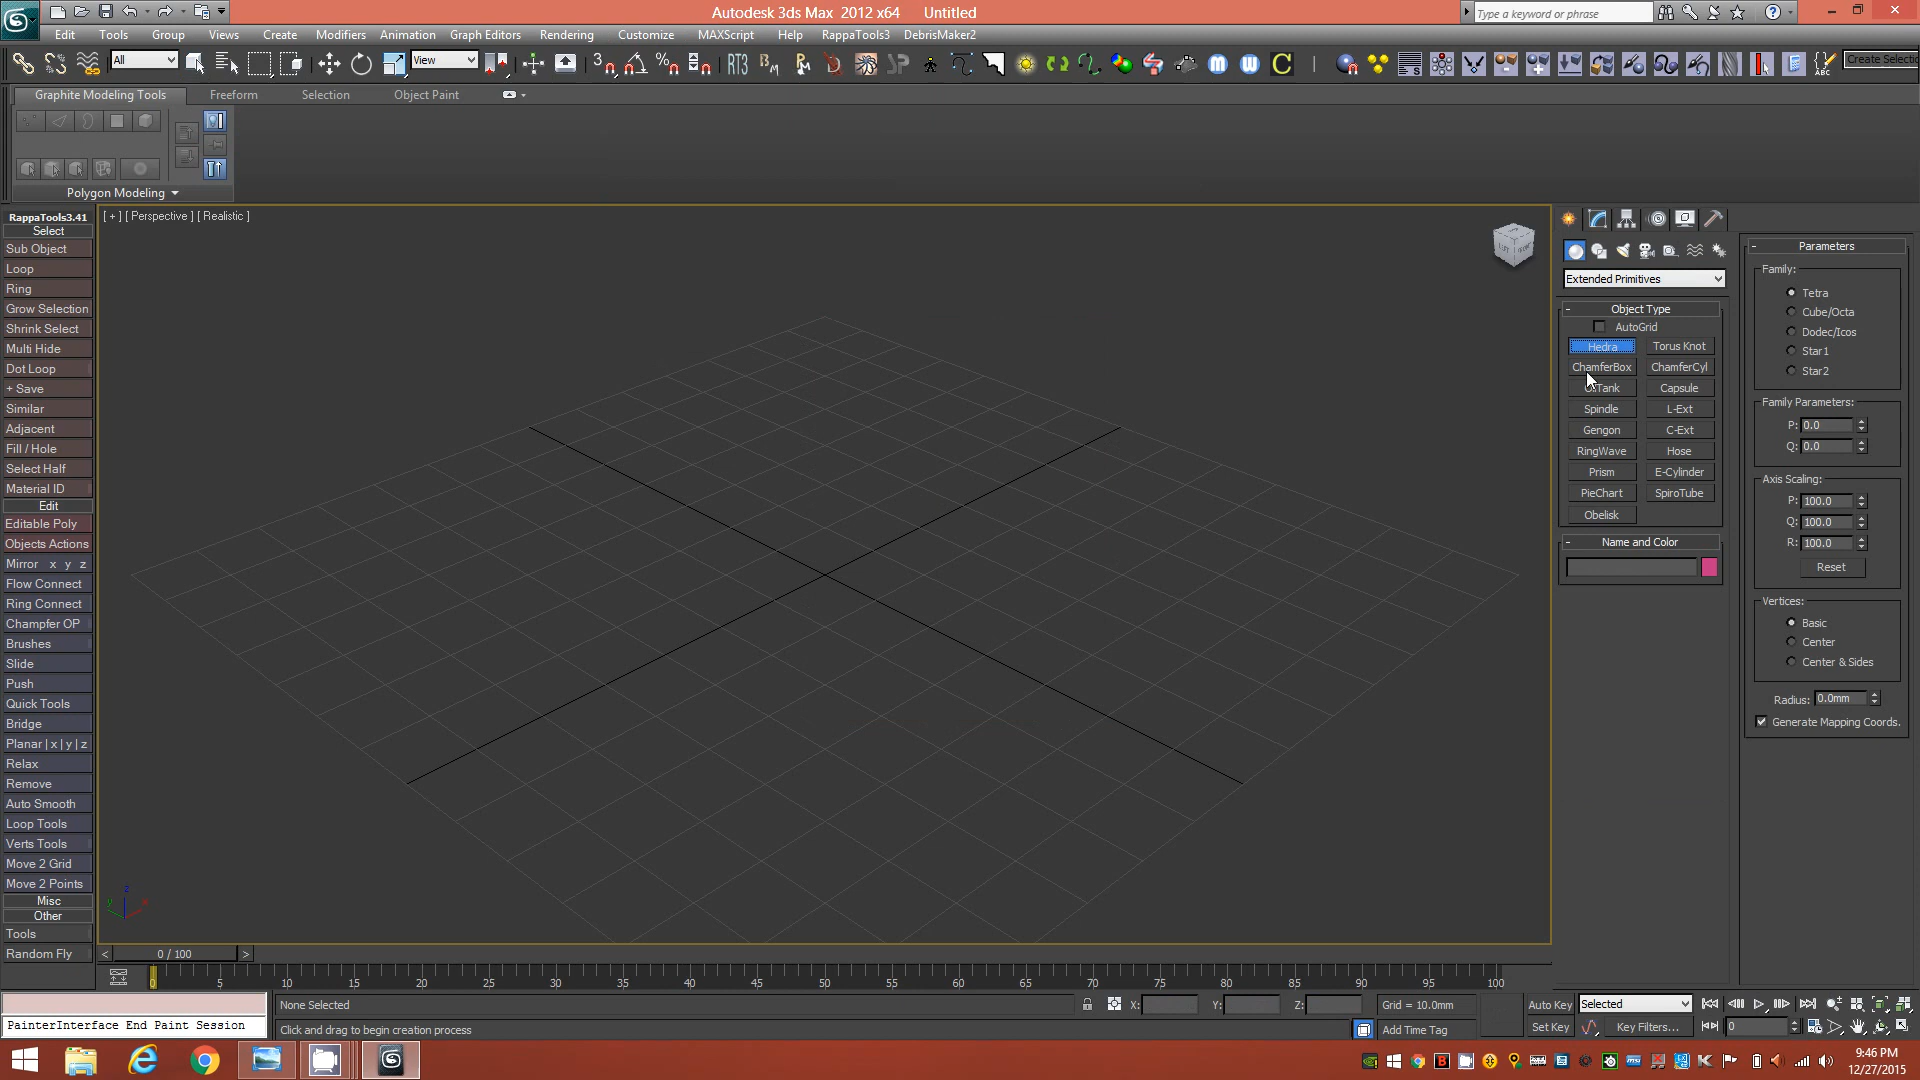 Autodesk 3ds Max 2012 x64 Untitled
Type a keyword or phrase
Edit Tools Group Views Create Modifiers Animation Graph Editors Rendering Customize MAXScript Help RappaTools3 DebrisMaker2
All View 3 RT3 Create Selectio
Graphite Modeling Tools Freeform Selection Object Paint
Polygon Modeling
RappaTools3.41
Select
Sub Object
Loop
Ring
Grow Selection
Shrink Select
Multi Hide
Dot Loop
+ Save
Similar
Adjacent
Fill / Hole
Select Half
Material ID
Edit
Editable Poly
Objects Actions
Mirror x y z
Flow Connect
Ring Connect
Champfer OP
Brushes
Slide
Push
Quick Tools
Bridge
Planar | x | y | z
Relax
Remove
Auto Smooth
Loop Tools
Verts Tools
Move 2 Grid
Move 2 Points
Misc
Other
Tools
Random Fly
[ + ] [ Perspective ] [ Realistic ]
z
y
x
Extended Primitives
- Object Type
AutoGrid
Hedra Torus Knot
ChamferBox ChamferCyl
Tank Capsule
Spindle L-Ext
Gengon C-Ext
RingWave Hose
Prism E-Cylinder
PieChart SpiroTube
Obelisk
- Name and Color
- Parameters
Family:
Tetra
Cube/Octa
Dodec/Icos
Star1
Star2
Family Parameters:
P: 0.0
Q: 0.0
Axis Scaling:
P: 100.0
Q: 100.0
R: 100.0
Reset
Vertices:
Basic
Center
Center & Sides
Radius: 0.0mm
Generate Mapping Coords.
< 0 / 100 >
0 5 10 15 20 25 30 35 40 45 50 55 60 65 70 75 80 85 90 95 100
None Selected X: Y: Z: Grid = 10.0mm Auto Key Selected
PainterInterface End Paint Session
Click and drag to begin creation process Add Time Tag Set Key Key Filters... 0
9:46 PM
12/27/2015